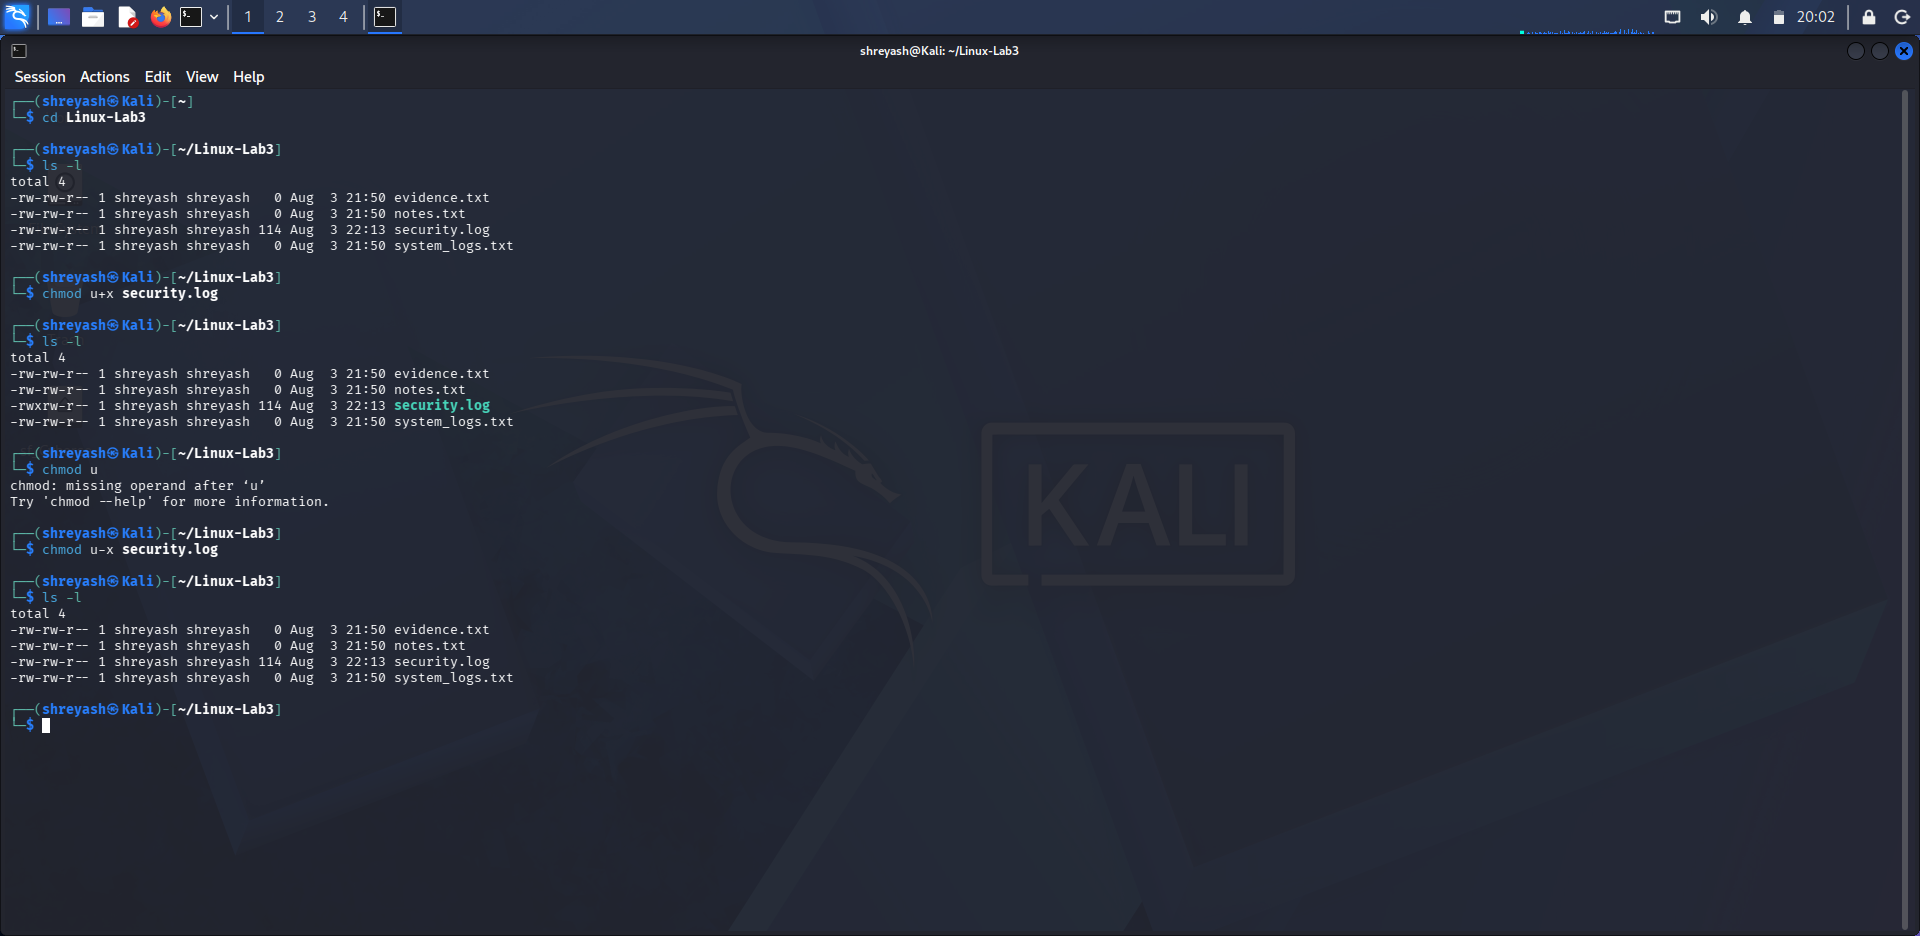 1 2 3 4
20:02
shreyash@Kali: ~/Linux-Lab3
Session Actions Edit View Help
┌──(shreyash㉿Kali)-[~]
└─$ cd Linux-Lab3
┌──(shreyash㉿Kali)-[~/Linux-Lab3]
└─$ ls -l
total 4
-rw-rw-r-- 1 shreyash shreyash   0 Aug  3 21:50 evidence.txt
-rw-rw-r-- 1 shreyash shreyash   0 Aug  3 21:50 notes.txt
-rw-rw-r-- 1 shreyash shreyash 114 Aug  3 22:13 security.log
-rw-rw-r-- 1 shreyash shreyash   0 Aug  3 21:50 system_logs.txt
┌──(shreyash㉿Kali)-[~/Linux-Lab3]
└─$ chmod u+x security.log
┌──(shreyash㉿Kali)-[~/Linux-Lab3]
└─$ ls -l
total 4
-rw-rw-r-- 1 shreyash shreyash   0 Aug  3 21:50 evidence.txt
-rw-rw-r-- 1 shreyash shreyash   0 Aug  3 21:50 notes.txt
-rwxrw-r-- 1 shreyash shreyash 114 Aug  3 22:13 security.log
-rw-rw-r-- 1 shreyash shreyash   0 Aug  3 21:50 system_logs.txt
┌──(shreyash㉿Kali)-[~/Linux-Lab3]
└─$ chmod u
chmod: missing operand after ‘u’
Try 'chmod --help' for more information.
┌──(shreyash㉿Kali)-[~/Linux-Lab3]
└─$ chmod u-x security.log
┌──(shreyash㉿Kali)-[~/Linux-Lab3]
└─$ ls -l
total 4
-rw-rw-r-- 1 shreyash shreyash   0 Aug  3 21:50 evidence.txt
-rw-rw-r-- 1 shreyash shreyash   0 Aug  3 21:50 notes.txt
-rw-rw-r-- 1 shreyash shreyash 114 Aug  3 22:13 security.log
-rw-rw-r-- 1 shreyash shreyash   0 Aug  3 21:50 system_logs.txt
┌──(shreyash㉿Kali)-[~/Linux-Lab3]
└─$
KALI